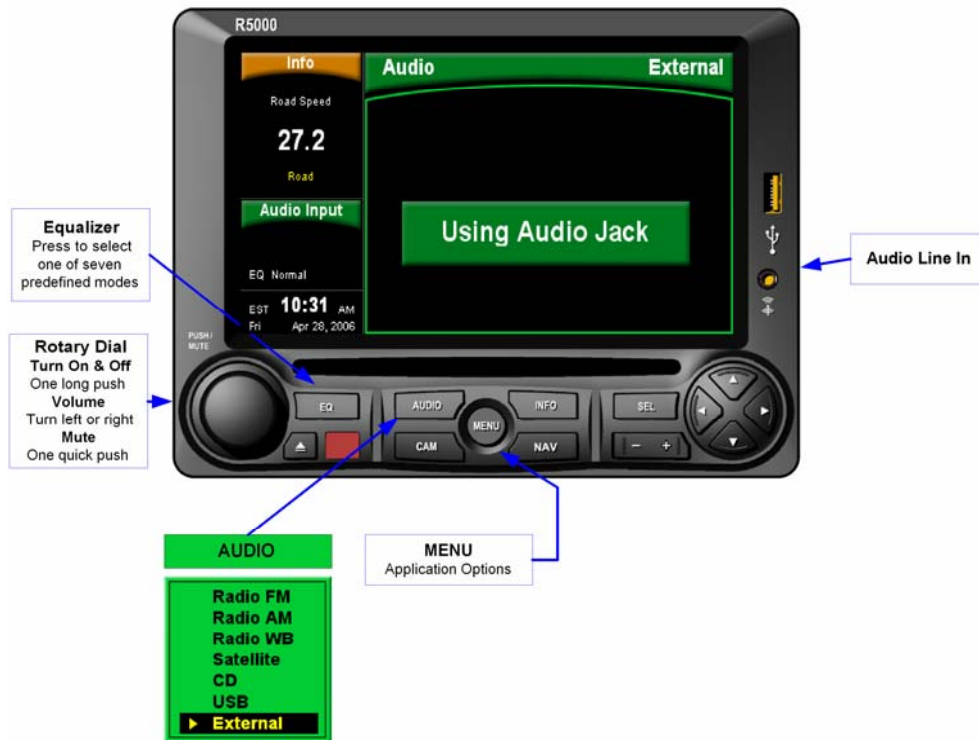 R5000
Info
Road Speed
27.2
Road
Audio Input
EQ Normal
EST 10:31 AM
Fri Apr 28, 2006
Audio External
Using Audio Jack
PUSH/
MUTE
EQ
AUDIO
INFO
SEL
MENU
CAM
NAV
- +
Equalizer
Press to select
one of seven
predefined modes
Rotary Dial
Turn On & Off
One long push
Volume
Turn left or right
Mute
One quick push
Audio Line In
AUDIO
Radio FM
Radio AM
Radio WB
Satellite
CD
USB
External
MENU
Application Options